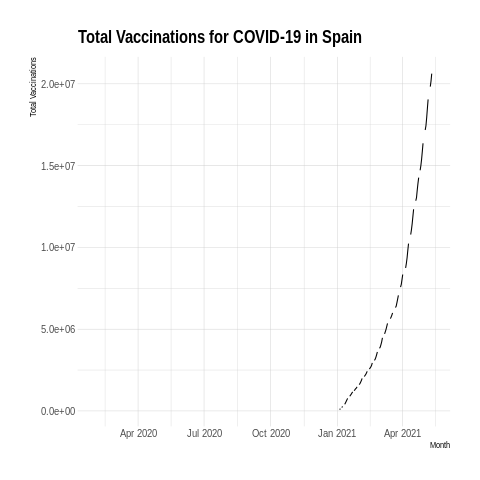 Total Vaccinations for COVID-19 in Spain
Total Vaccinations
2.0e+07
1.5e+07
1.0e+07
5.0e+06
0.0e+00
Apr 2020 Jul 2020 Oct 2020 Jan 2021 Apr 2021
Month